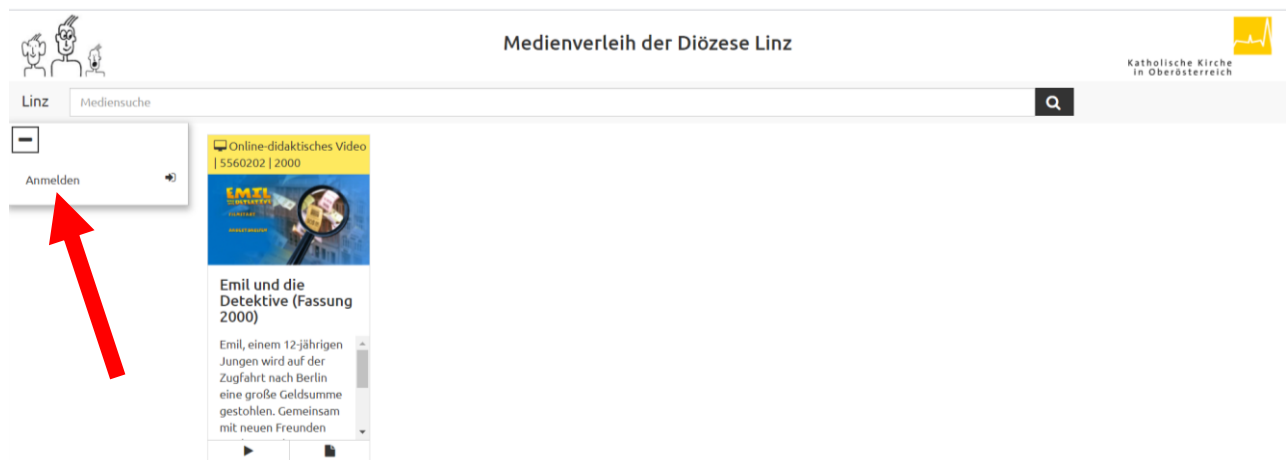 Medienverleih der Diözese Linz
Katholische Kirche
in Oberösterreich
Linz
Mediensuche
Anmelden
Online-didaktisches Video
| 5560202 | 2000
EMIL
Emil und die
Detektive (Fassung
2000)
Emil, einem 12-jährigen
Jungen wird auf der
Zugfahrt nach Berlin
eine große Geldsumme
gestohlen. Gemeinsam
mit neuen Freunden